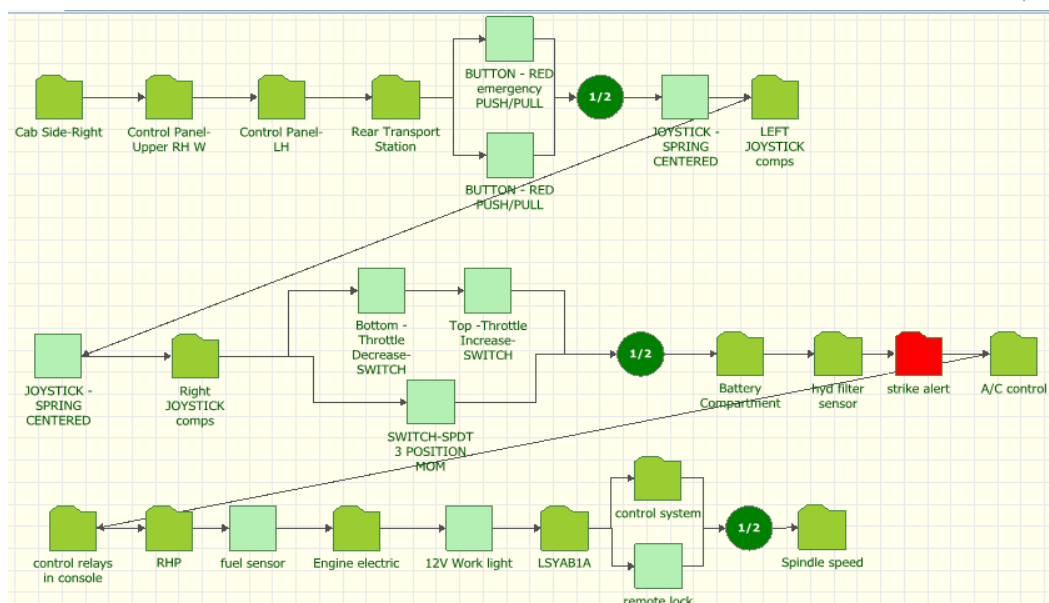 BUTTON - RED
emergency
PUSH/PULL
1/2
Cab Side-Right
Control Panel-
Upper RH W
Control Panel-
LH
Rear Transport
Station
JOYSTICK -
SPRING
CENTERED
LEFT
JOYSTICK
comps
BUTTON - RED
PUSH/PULL
Bottom -
Throttle
Decrease-
SWITCH
Top -Throttle
Increase-
SWITCH
1/2
JOYSTICK -
SPRING
CENTERED
Right
JOYSTICK
comps
Battery
Compartment
hyd filter
sensor
strike alert
A/C control
SWITCH-SPDT
3 POSITION
MOM
control system
1/2
control relays
in console
RHP
fuel sensor
Engine electric
12V Work light
LSYAB1A
Spindle speed
remote lock